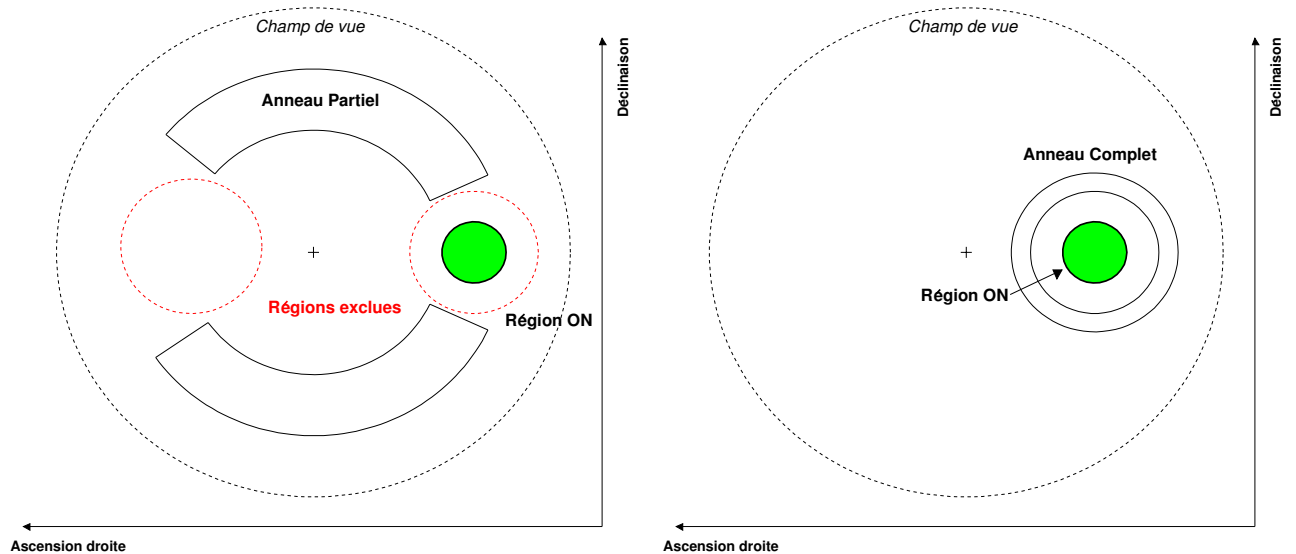 Champ de vue
Déclinaison
Anneau Partiel
Régions exclues
Région ON
Ascension droite
Champ de vue
Déclinaison
Anneau Complet
Région ON
Ascension droite